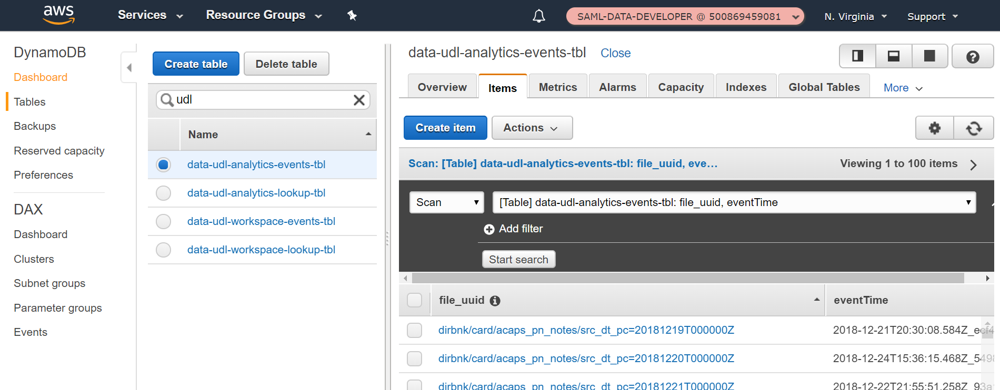 aws
Services
Resource Groups
SAML-DATA-DEVELOPER @ 500869459081
N. Virginia
Support
DynamoDB
Dashboard
Tables
Backups
Reserved capacity
Preferences
DAX
Dashboard
Clusters
Subnet groups
Parameter groups
Events
Create table
Delete table
udl
Name
data-udl-analytics-events-tbl
data-udl-analytics-lookup-tbl
data-udl-workspace-events-tbl
data-udl-workspace-lookup-tbl
data-udl-analytics-events-tbl Close
Overview Items Metrics Alarms Capacity Indexes Global Tables More
Create item Actions
Scan: [Table] data-udl-analytics-events-tbl: file_uuid, eve…
Viewing 1 to 100 items
Scan
[Table] data-udl-analytics-events-tbl: file_uuid, eventTime
Add filter
Start search
file_uuid eventTime
dirbnk/card/acaps_pn_notes/src_dt_pc=20181219T000000Z 2018-12-21T20:30:08.584Z_ecf4
dirbnk/card/acaps_pn_notes/src_dt_pc=20181220T000000Z 2018-12-24T15:36:15.468Z_5498
dirbnk/card/acaps_pn_notes/src_dt_pc=20181221T000000Z 2018-12-22T21:55:51.258Z_93a